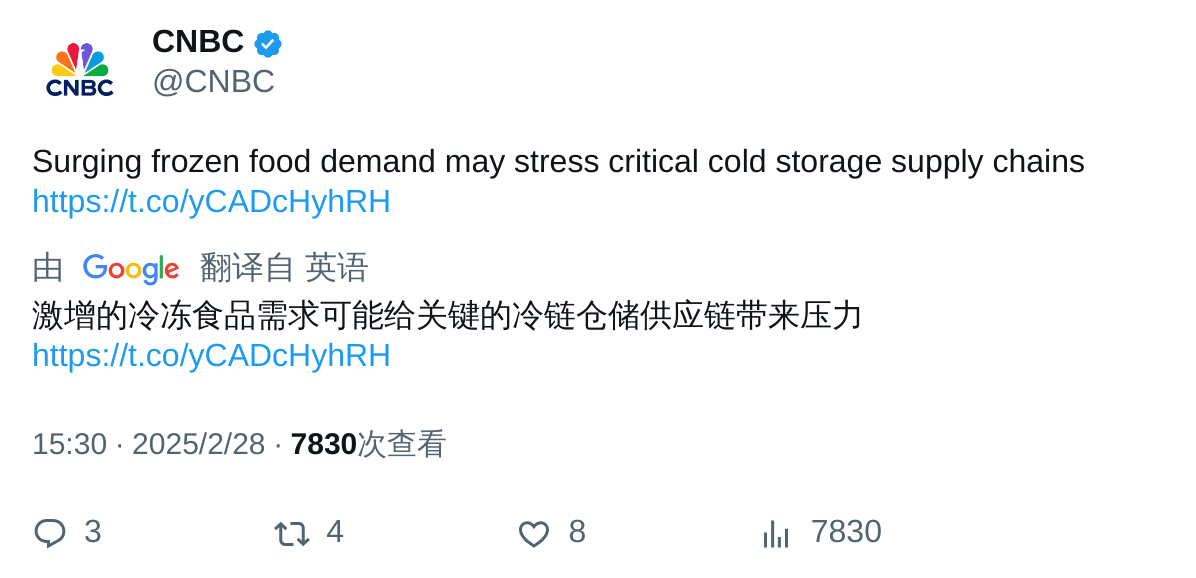 CNBC
CNBC
@CNBC
Surging frozen food demand may stress critical cold storage supply chains
https://t.co/yCADcHyhRH
由 Google 翻译自 英语
激增的冷冻食品需求可能给关键的冷链仓储供应链带来压力
https://t.co/yCADcHyhRH
15:30 · 2025/2/28 · 7830次查看
3 4 8 7830